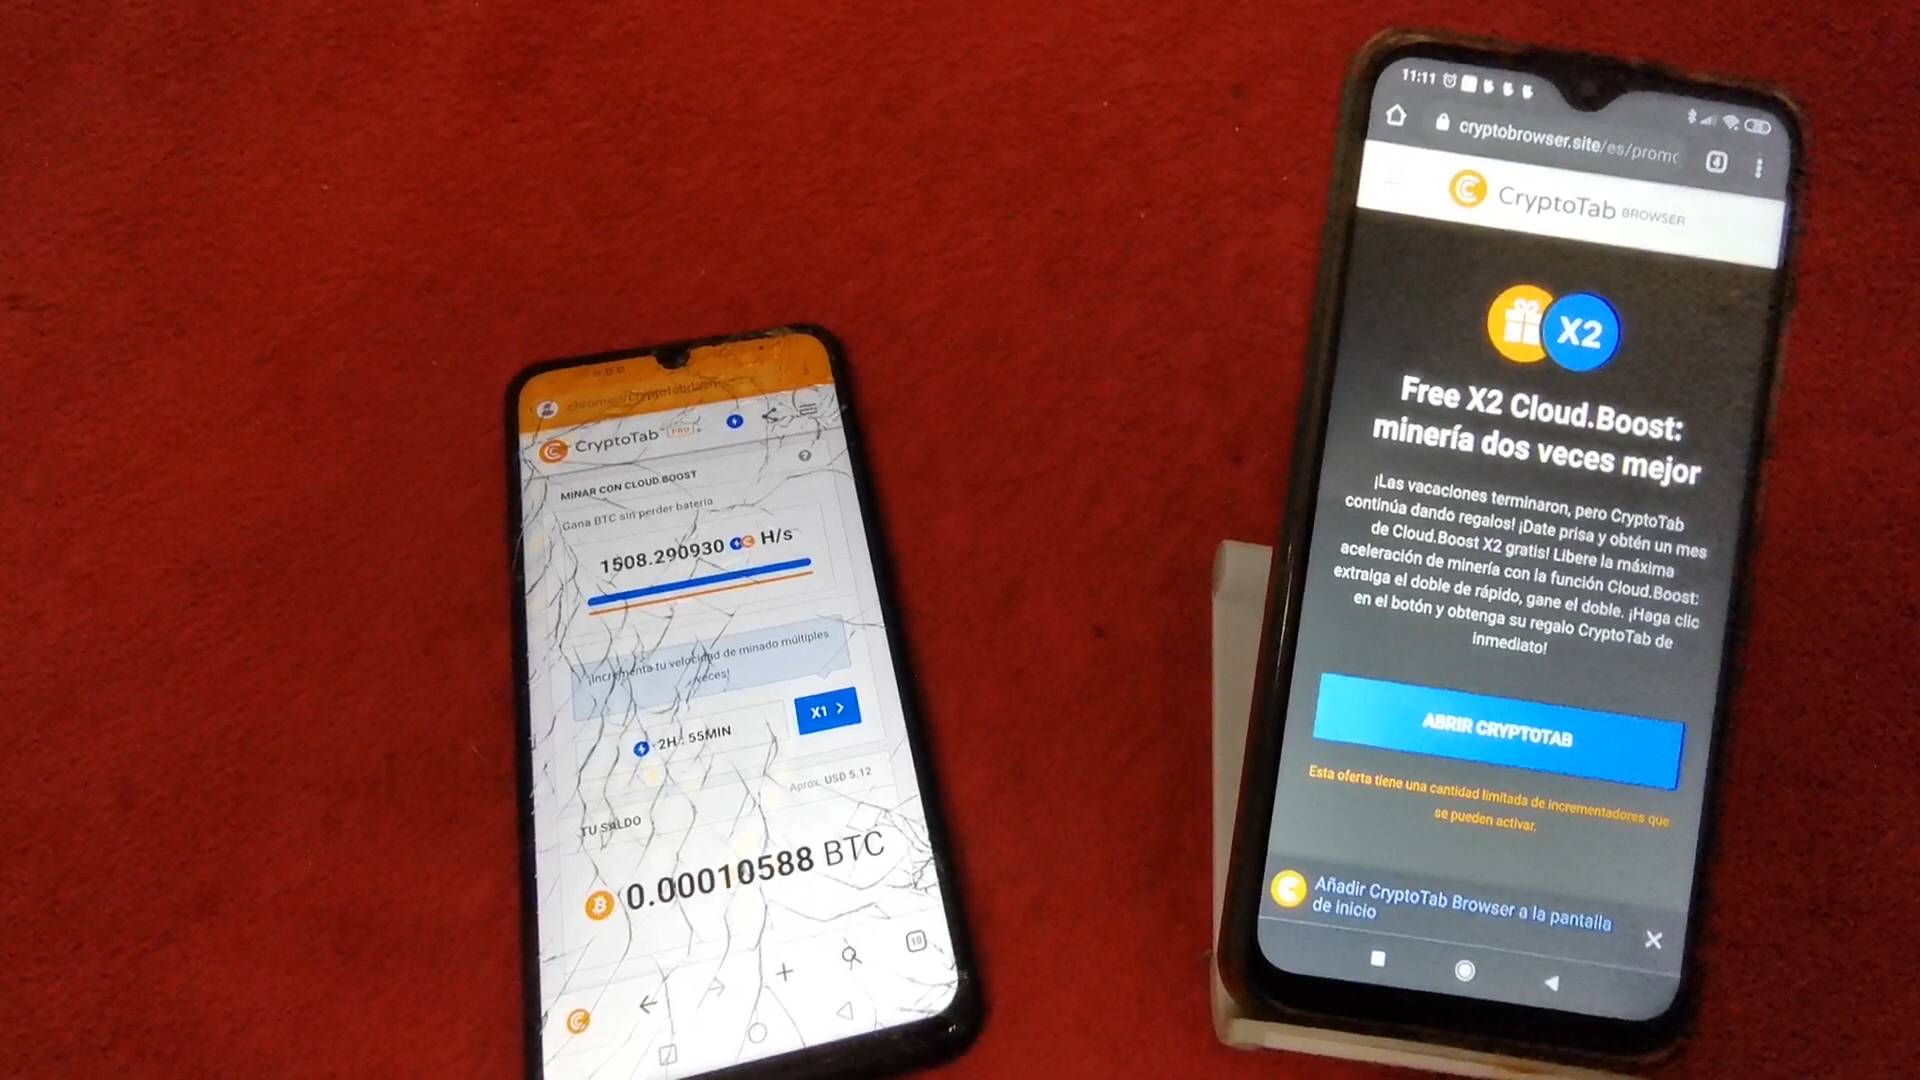 chrome://cryptotab/earn
CryptoTab PRO
MINAR CON CLOUD.BOOST
Gana BTC sin perder batería
1508.290930 H/s
¡Incrementa tu velocidad de minado múltiples
veces!
2H : 55MIN
X1 >
Aprox. USD 5.12
TU SALDO
0.00010588 BTC
10
11:11
cryptobrowser.site/es/promo
4
CryptoTab BROWSER
X2
Free X2 Cloud.Boost:
minería dos veces mejor
¡Las vacaciones terminaron, pero CryptoTab
continúa dando regalos! ¡Date prisa y obtén un mes
de Cloud.Boost X2 gratis! Libere la máxima
aceleración de minería con la función Cloud.Boost:
extraiga el doble de rápido, gane el doble. ¡Haga clic
en el botón y obtenga su regalo CryptoTab de
inmediato!
ABRIR CRYPTOTAB
Esta oferta tiene una cantidad limitada de incrementadores que
se pueden activar.
Añadir CryptoTab Browser a la pantalla
de inicio